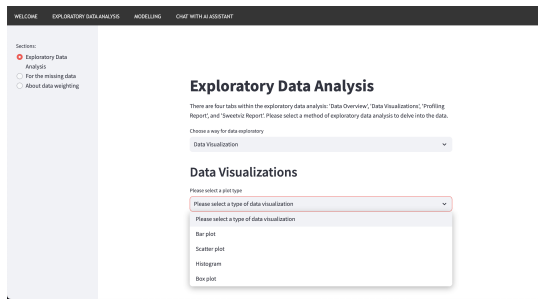 WELCOME EXPLORATORY DATA ANALYSIS MODELLING CHAT WITH AI ASSISTANT
Sections:
Exploratory Data
Analysis
For the missing data
About data weighting
Exploratory Data Analysis
There are four tabs within the exploratory data analysis: 'Data Overview', 'Data Visualizations', 'Profiling
Report', and 'Sweetviz Report'. Please select a method of exploratory data analysis to delve into the data.
Choose a way for data exploratory
Data Visualization
Data Visualizations
Please select a plot type
Please select a type of data visualization
Please select a type of data visualization
Bar plot
Scatter plot
Histogram
Box plot